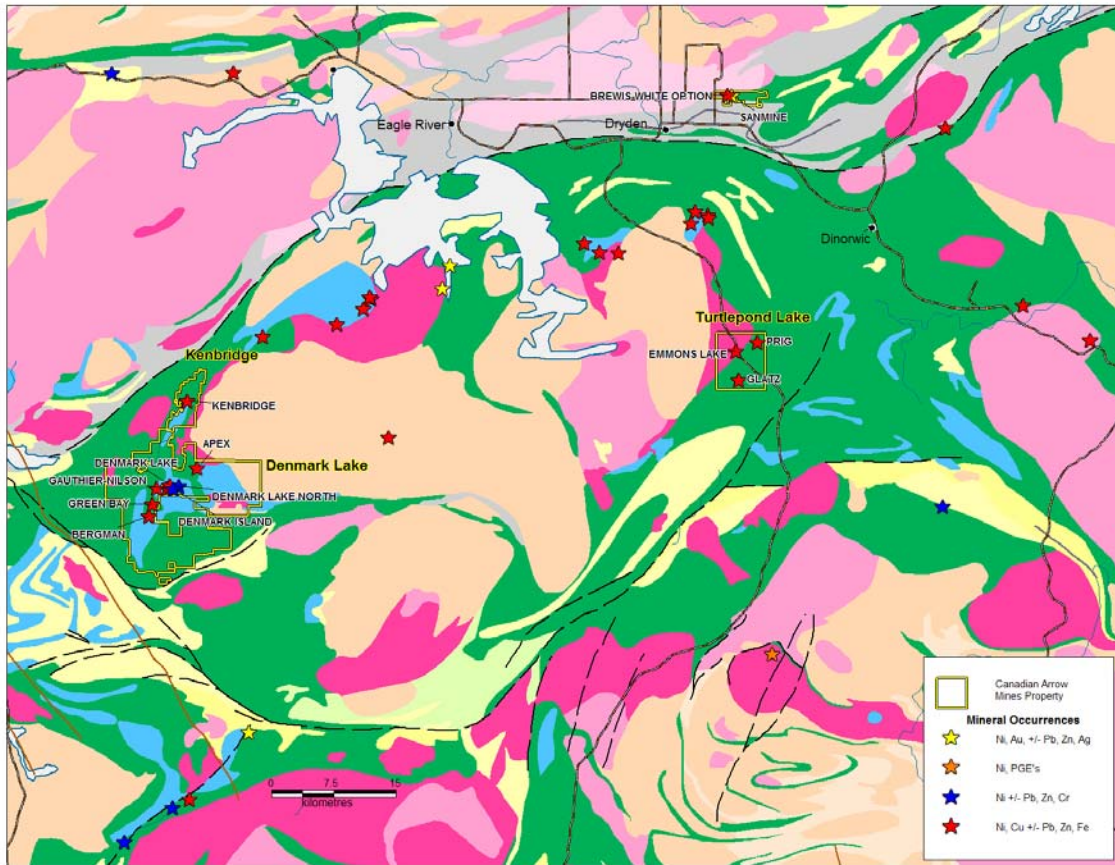 BREWIS-WHITE OPTION
SANMINE
Eagle River
Dryden
Dinorwic
Turtlepond Lake
PRIG
EMMONS LAKE
GLATZ
Kenbridge
KENBRIDGE
APEX
DENMARK LAKE
Denmark Lake
GAUTHIER-NILSON
DENMARK LAKE NORTH
GREEN BAY
DENMARK ISLAND
BERGMAN
0 7.5 15
kilometres
Canadian Arrow
Mines Property
Mineral Occurrences
Ni, Au, +/- Pb, Zn, Ag
Ni, PGE's
Ni +/- Pb, Zn, Cr
Ni, Cu +/- Pb, Zn, Fe